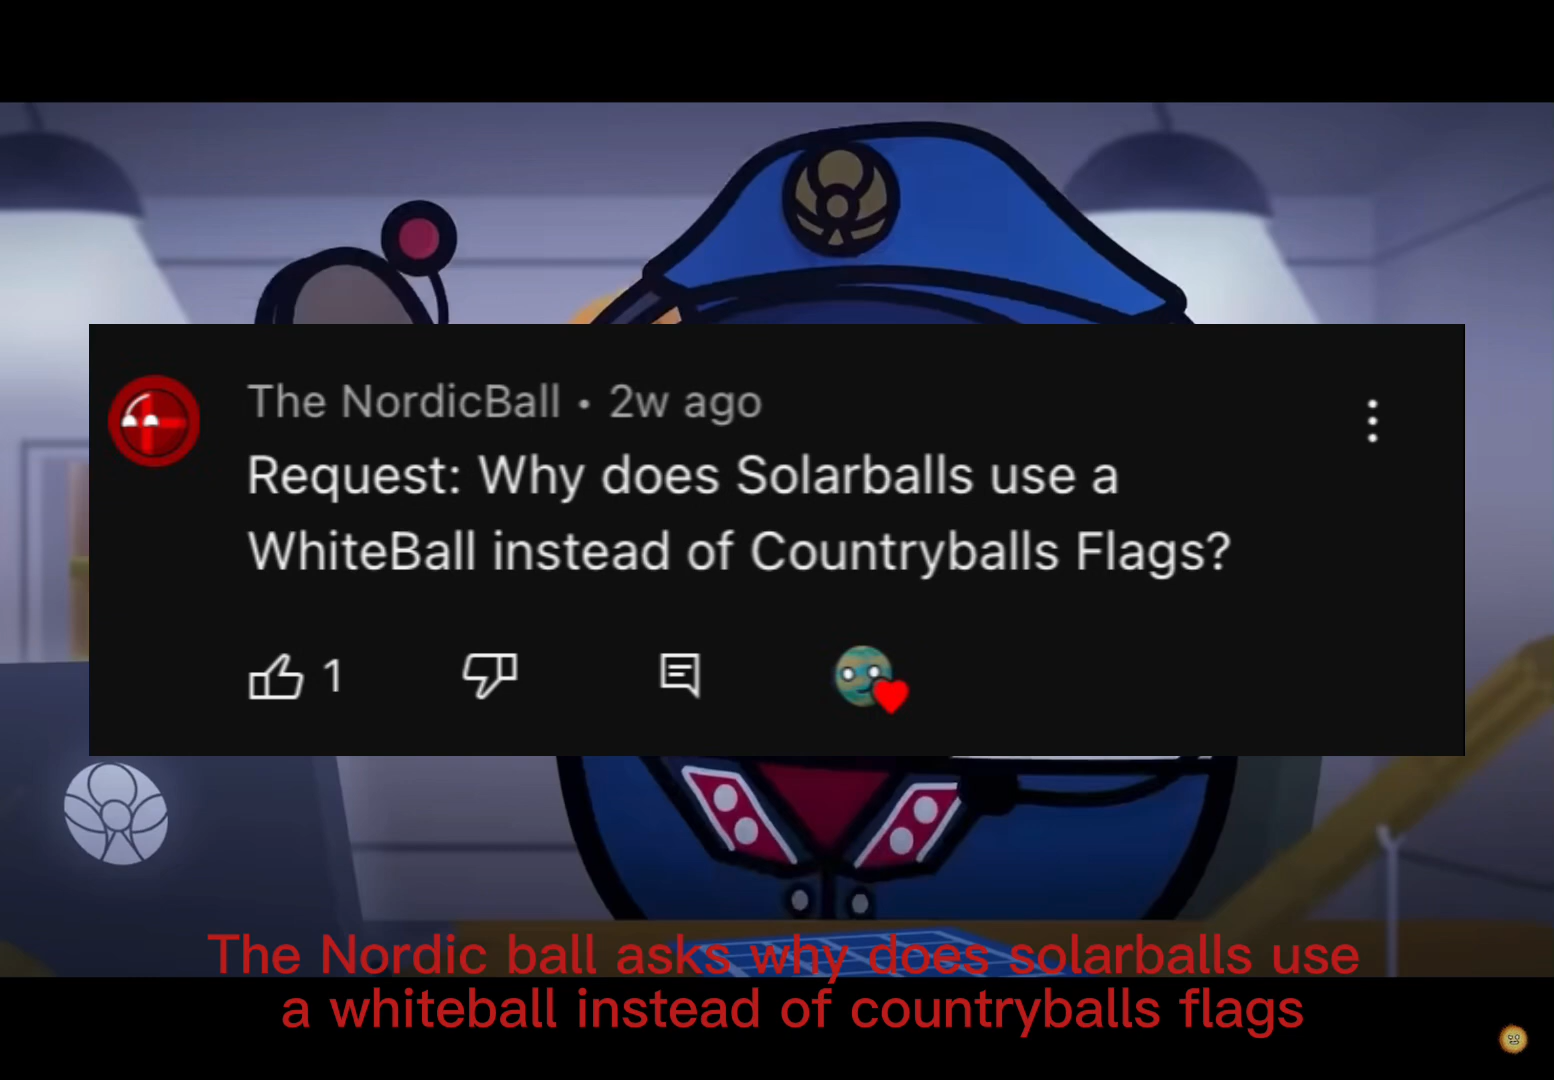 The NordicBall • 2w ago
Request: Why does Solarballs use a
WhiteBall instead of Countryballs Flags?
1
The Nordic ball asks why does solarballs use
a whiteball instead of countryballs flags